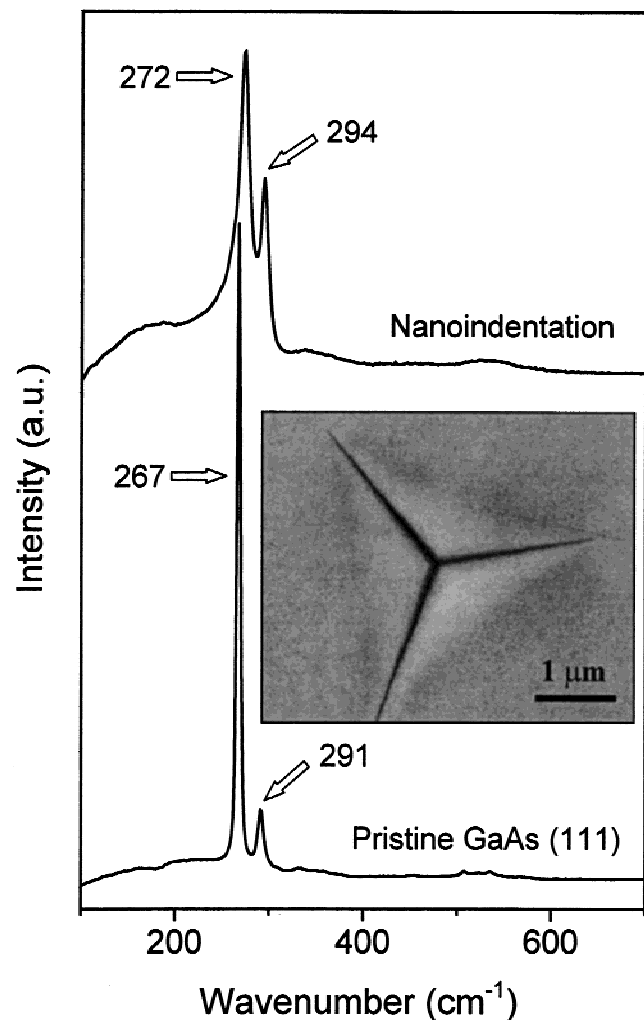 272
294
Nanoindentation
267
1 μm
291
Pristine GaAs (111)
Intensity (a.u.)
200 400 600
Wavenumber (cm⁻¹)